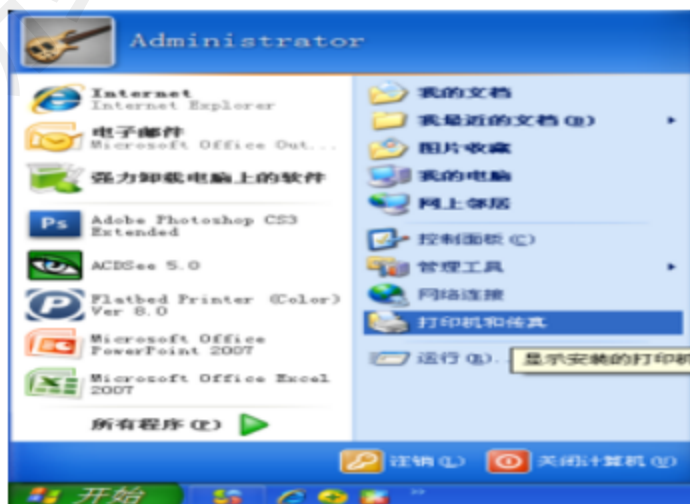 Administrator
Internet
Internet Explorer
电子邮件
Microsoft Office Out...
强力卸载电脑上的软件
Ps
Adobe Photoshop CS3
Extended
ACDSee 5.0
Flatbed Printer (Color)
Ver 8.0
Microsoft Office
PowerPoint 2007
Microsoft Office Excel
2007
所有程序(P)
我的文档
我最近的文档(D)
图片收藏
我的电脑
网上邻居
控制面板(C)
管理工具
网络连接
打印机和传真
运行(R).
显示安装的打印机
注销(L)
关闭计算机(U)
开始